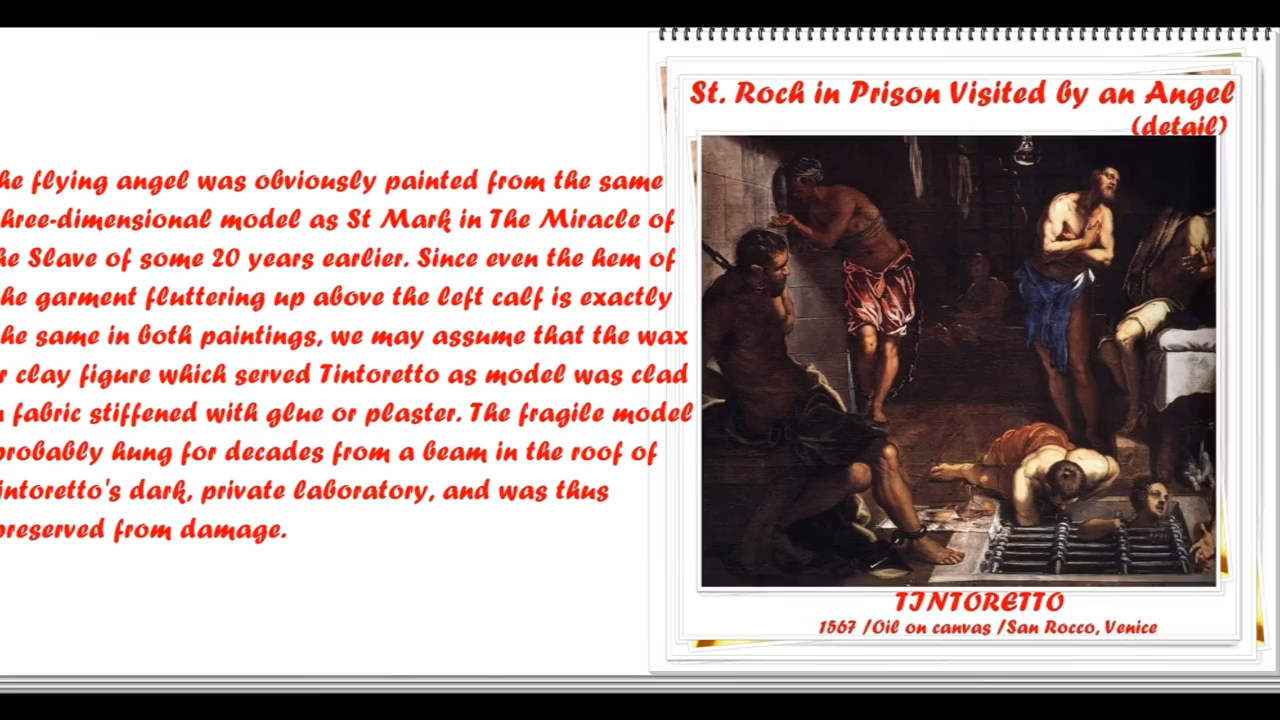 he flying angel was obviously painted from the same
hree-dimensional model as St Mark in The Miracle of
he Slave of some 20 years earlier. Since even the hem of
he garment fluttering up above the left calf is exactly
he same in both paintings, we may assume that the wax
r clay figure which served Tintoretto as model was clad
n fabric stiffened with glue or plaster. The fragile model
probably hung for decades from a beam in the roof of
intoretto's dark, private laboratory, and was thus
preserved from damage.
St. Roch in Prison Visited by an Angel
(detail)
TINTORETTO
1567 /Oil on canvas /San Rocco, Venice